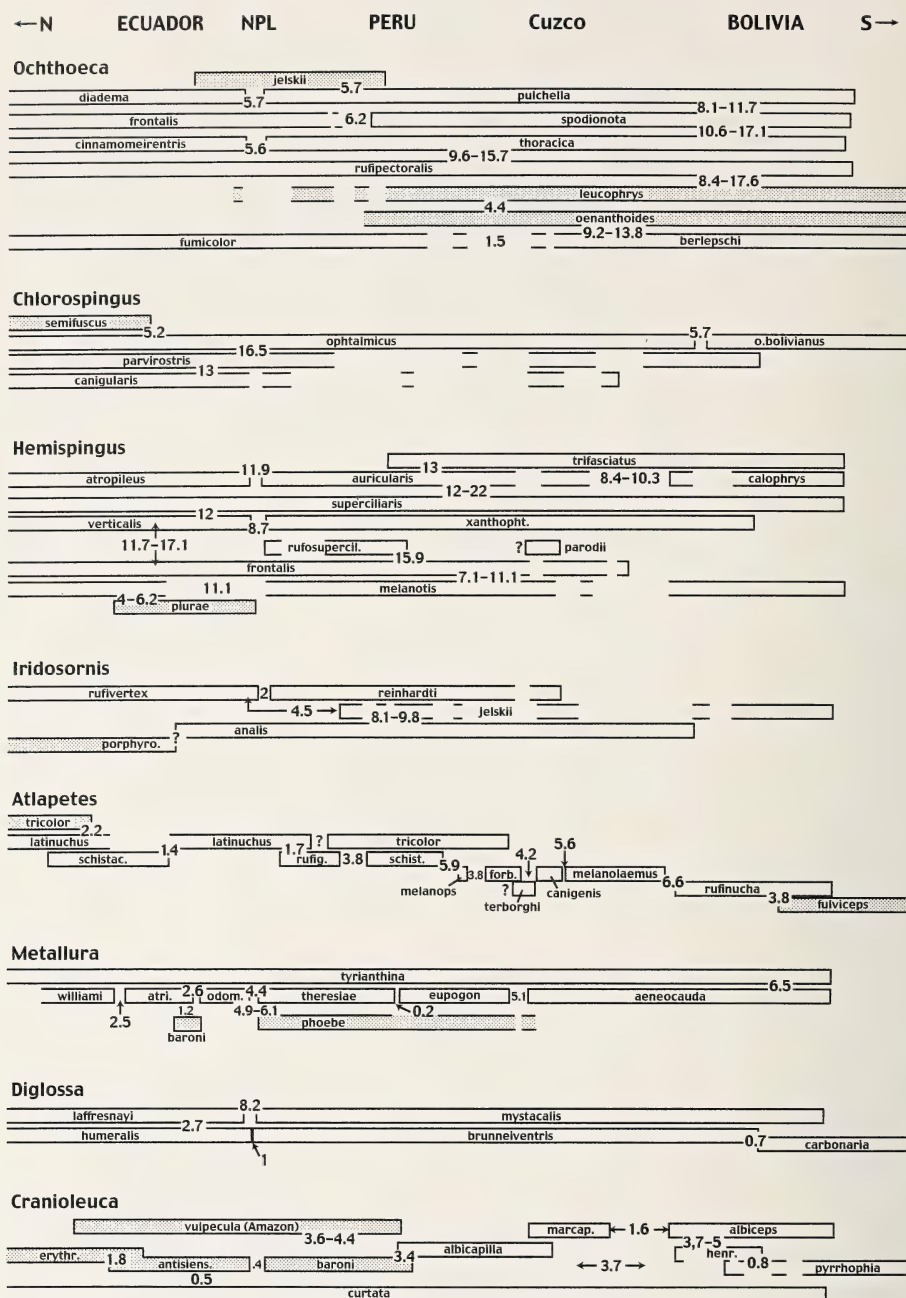 ←N ECUADOR NPL PERU Cuzco BOLIVIA S→
Ochthoeca
jelskii
5.7
diadema 5.7 pulchella
8.1–11.7
frontalis 6.2 spodionota
10.6–17.1
cinnamomeirentris 5.6 thoracica
9.6–15.7
rufipectoralis
8.4–17.6
leucophrys
4.4
oenanthoides
9.2–13.8
fumicolor 1.5 berlepschi
Chlorospingus
semifuscus
5.2 5.7
ophtalmicus o.bolivianus
16.5
parvirostris
13
canigularis
Hemispingus
trifasciatus
11.9 13
atropileus auricularis 8.4–10.3 calophrys
12–22
superciliaris
12
verticalis 8.7 xanthopht.
11.7–17.1 rufosupercil. ? parodii
15.9
frontalis
7.1–11.1
11.1 melanotis
4–6.2
plurae
Iridosornis
rufivertex 2 reinhardti
4.5 8.1–9.8 jelskii
analis
?
porphyro.
Atlapetes
tricolor
2.2
latinuchus latinuchus ? tricolor
1.4 1.7 5.6
schistac. rufig. 3.8 schist. 4.2
5.9
melanops 3.8 forb. canigenis melanolaemus
6.6
? terborghi rufinucha
3.8
fulviceps
Metallura
tyrianthina
6.5
2.6 4.4
williami atri. odom. theresiae eupogon 5.1 aeneocauda
2.5 1.2 4.9–6.1 phoebe 0.2
baroni
Diglossa
8.2
laffresnayi mystacalis
2.7
humeralis brunneiventris 0.7 carbonaria
1
Cranioleuca
vulpecula (Amazon) marcap. 1.6 albiceps
3.6–4.4 3.7–5
erythr. albicapilla henr.
1.8 3.4
antisiens. .4 baroni 3.7 0.8 pyrrhophia
0.5
curtata